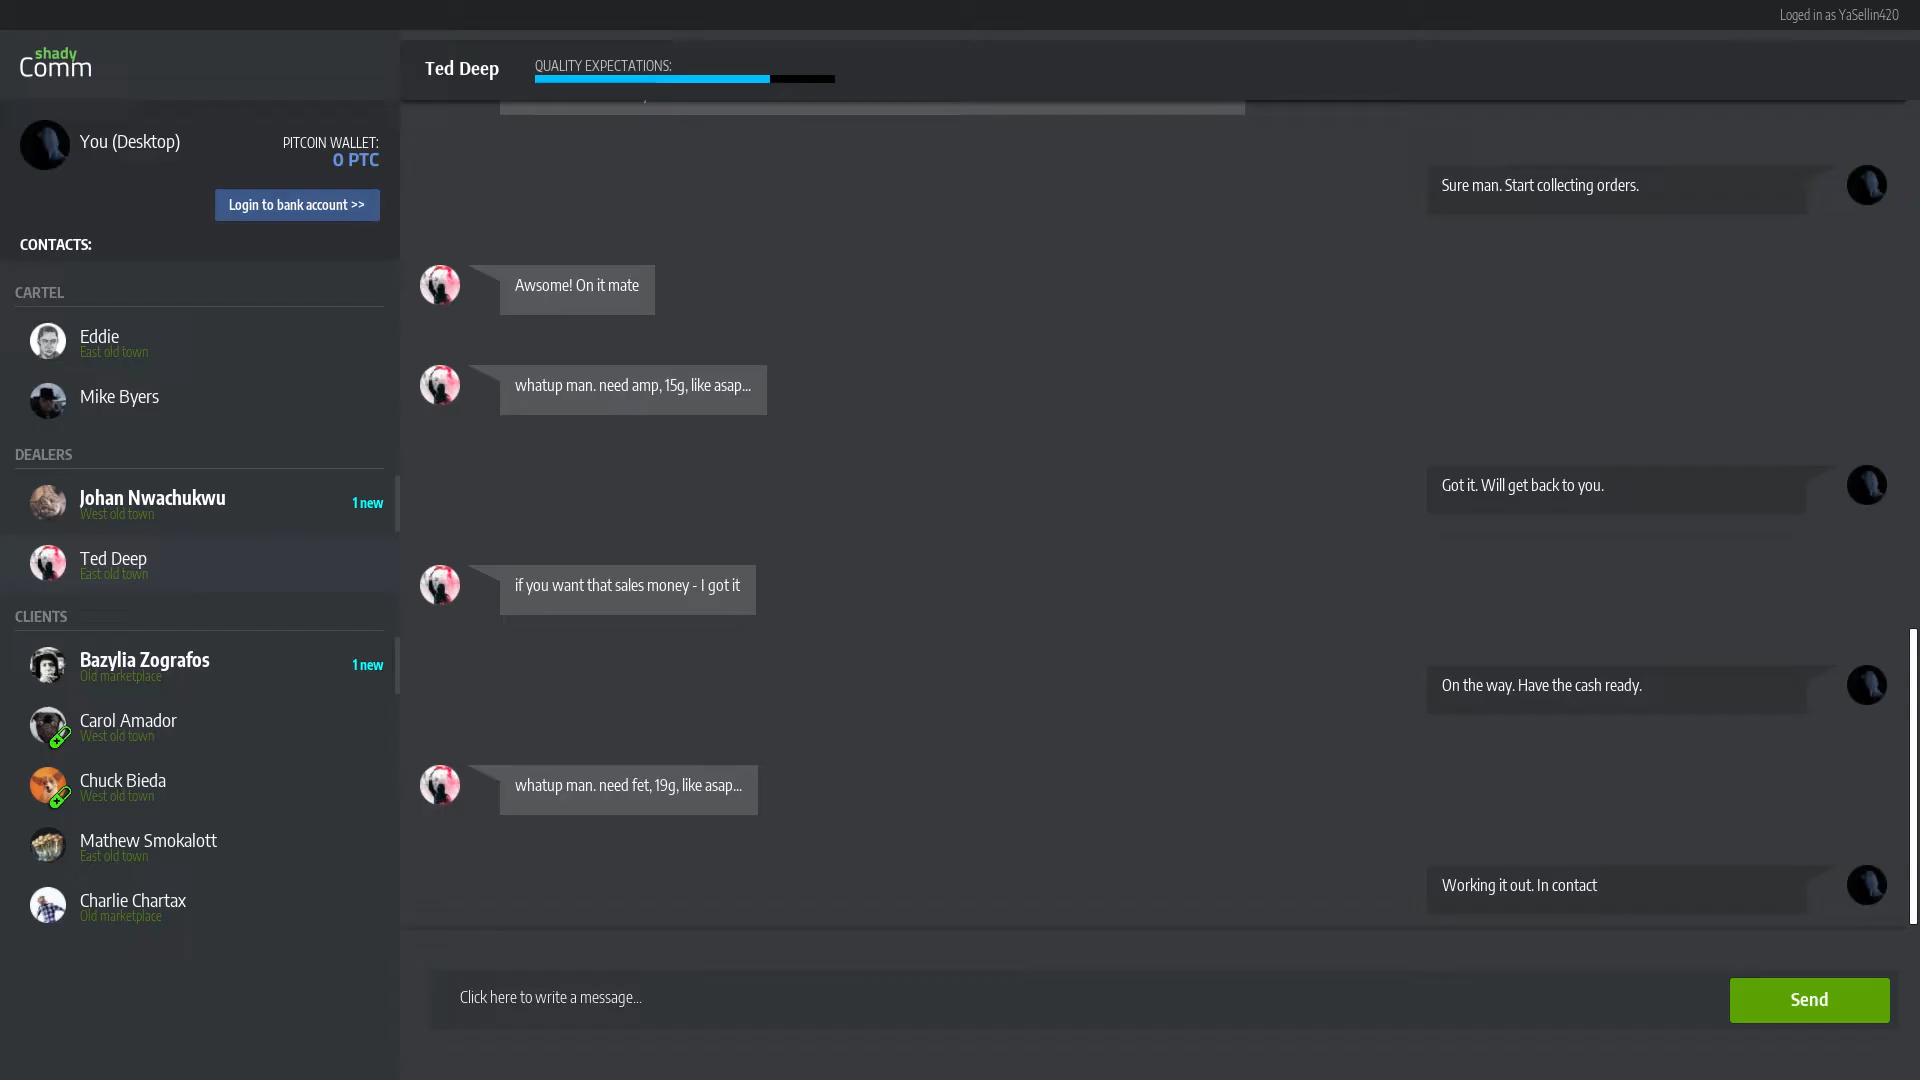 Loged in as YaSellin420
shady
Comm
Ted Deep
QUALITY EXPECTATIONS:
You (Desktop)
PITCOIN WALLET:
0 PTC
Login to bank account >>
CONTACTS:
CARTEL
Eddie
East old town
Mike Byers
DEALERS
Johan Nwachukwu
West old town
1 new
Ted Deep
East old town
CLIENTS
Bazylia Zografos
Old marketplace
1 new
Carol Amador
West old town
Chuck Bieda
West old town
Mathew Smokalott
East old town
Charlie Chartax
Old marketplace
Sure man. Start collecting orders.
Awsome! On it mate
whatup man. need amp, 15g, like asap...
Got it. Will get back to you.
if you want that sales money - I got it
On the way. Have the cash ready.
whatup man. need fet, 19g, like asap...
Working it out. In contact
Click here to write a message...
Send